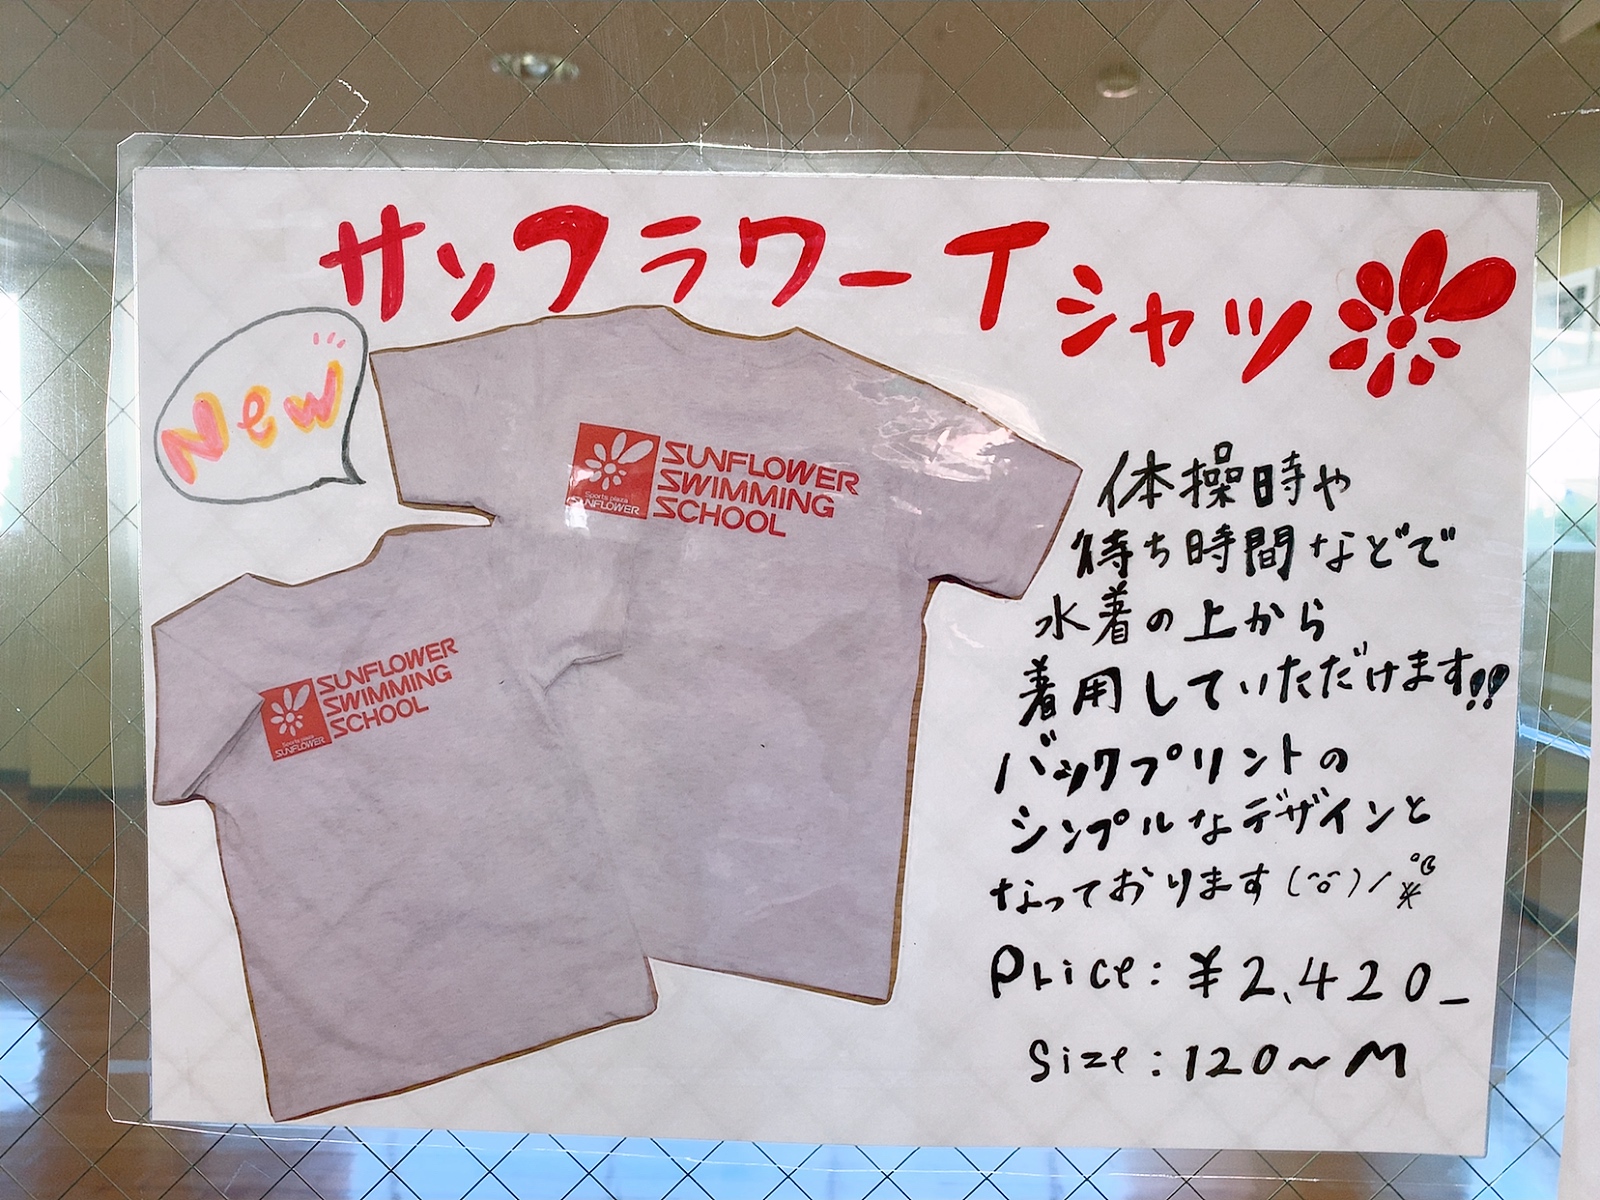 サンフラワーTシャツ
New
SUNFLOWER
SWIMMING
SCHOOL
Sports plaza
SUNFLOWER
SUNFLOWER
SWIMMING
SCHOOL
Sports plaza
SUNFLOWER
体操時や
待ち時間などで
水着の上から
着用していただけます!!
バックプリントの
シンプルなデザインと
なっております(^o^)/
Price:¥2,420_
Size:120~M